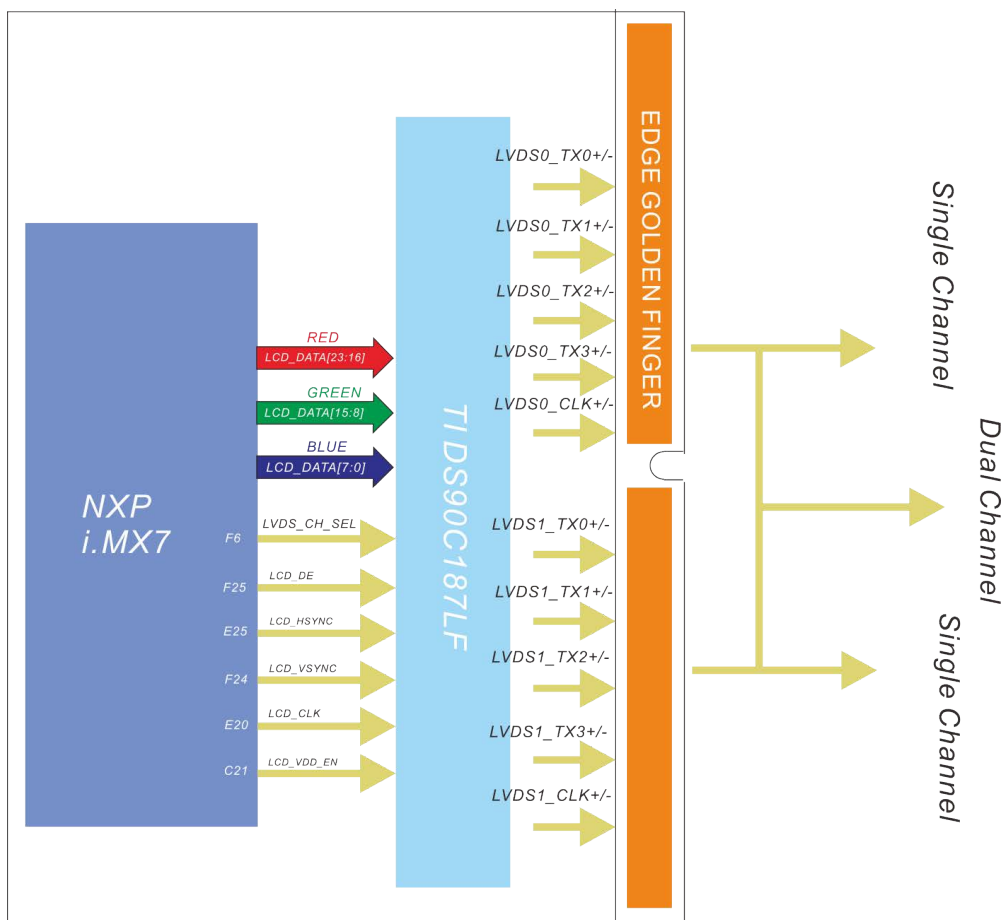 NXP
i.MX7
RED
LCD_DATA[23:16]
GREEN
LCD_DATA[15:8]
BLUE
LCD_DATA[7:0]
F6
LVDS_CH_SEL
F25
LCD_DE
E25
LCD_HSYNC
F24
LCD_VSYNC
E20
LCD_CLK
C21
LCD_VDD_EN
TI DS90C187LF
LVDS0_TX0+/-
LVDS0_TX1+/-
LVDS0_TX2+/-
LVDS0_TX3+/-
LVDS0_CLK+/-
LVDS1_TX0+/-
LVDS1_TX1+/-
LVDS1_TX2+/-
LVDS1_TX3+/-
LVDS1_CLK+/-
EDGE GOLDEN FINGER
Single Channel
Dual Channel
Single Channel